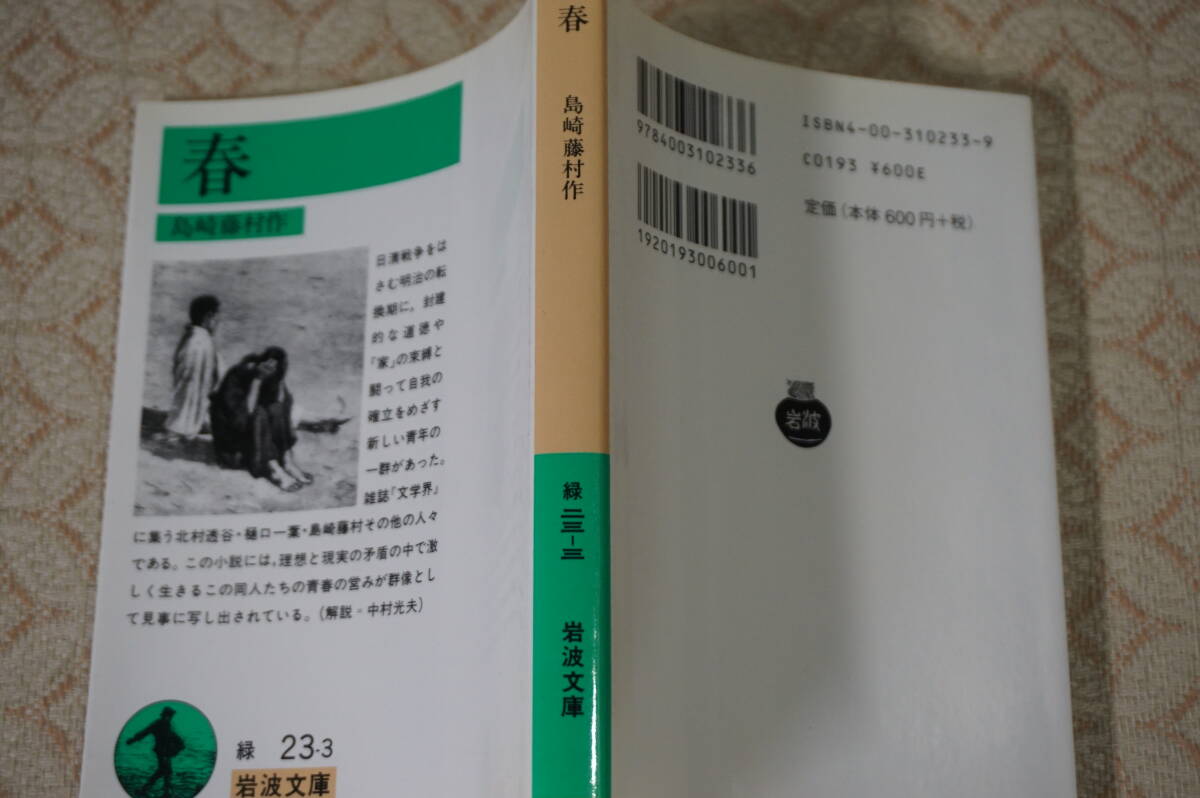 春
島崎藤村作
日清戦争をは
さむ明治の転
換期に，封建
的な道徳や
「家」の束縛と
闘って自我の
確立をめざす
新しい青年の
一群があった。
雑誌「文学界」
に集う北村透谷・樋口一葉・島崎藤村その他の人々
である。この小説には，理想と現実の矛盾の中で激
しく生きるこの同人たちの青春の営みが群像とし
て見事に写し出されている。（解説＝中村光夫）
緑 23-3
岩波文庫
春
島崎藤村作
緑二三-三
岩波文庫
9784003102336
1920193006001
ISBN4-00-310233-9
C0193 ¥600E
定価（本体600円+税）
岩波